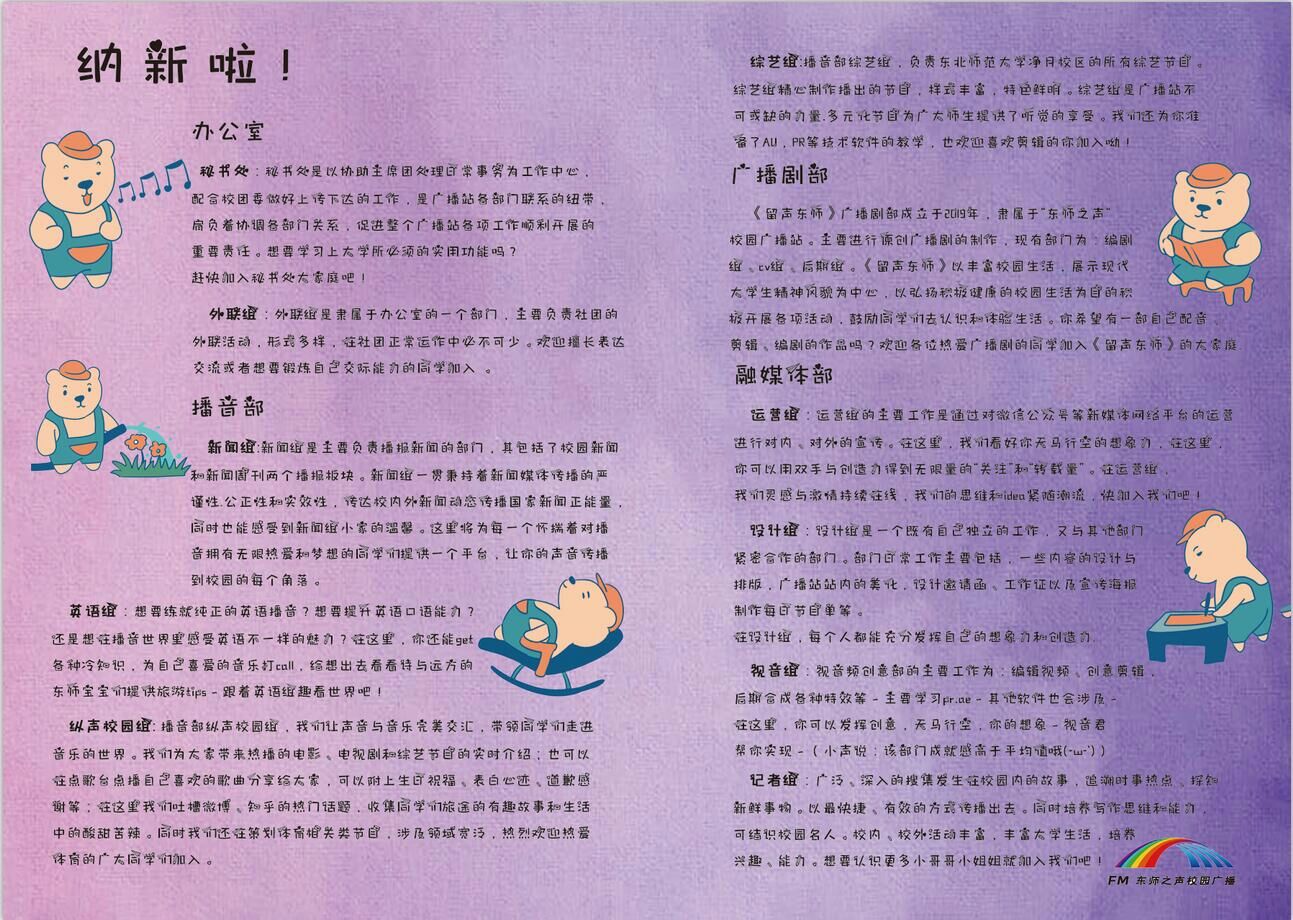 纳新啦！
办公室
秘书处：秘书处是以协助主席团处理日常事务为工作中心，
配合校团委做好上传下达的工作，是广播站各部门联系的纽带，
肩负着协调各部门关系，促进整个广播站各项工作顺利开展的
重要责任。想要学习上大学所必须的实用功能吗？
赶快加入秘书处大家庭吧！
外联组：外联组是隶属于办公室的一个部门，主要负责社团的
外联活动，形式多样，在社团正常运作中必不可少。欢迎擅长表达
交流或者想要锻炼自己交际能力的同学加入 。
播音部
新闻组:新闻组是主要负责播报新闻的部门，其包括了校园新闻
和新闻周刊两个播报板块。新闻组一贯秉持着新闻媒体传播的严
谨性.公正性和实效性，传达校内外新闻动态传播国家新闻正能量，
同时也能感受到新闻组小家的温馨。这里将为每一个怀揣着对播
音拥有无限热爱和梦想的同学们提供一个平台，让你的声音传播
到校园的每个角落。
英语组：想要练就纯正的英语播音？想要提升英语口语能力？
还是想在播音世界里感受英语不一样的魅力？在这里，你还能get
各种冷知识，为自己喜爱的音乐打call，给想出去看看诗与远方的
东师宝宝们提供旅游tips－跟着英语组趣看世界吧！
纵声校园组:播音部纵声校园组，我们让声音与音乐完美交汇，带领同学们走进
音乐的世界。我们为大家带来热播的电影、电视剧和综艺节目的实时介绍；也可以
在点歌台点播自己喜欢的歌曲分享给大家，可以附上生日祝福、表白心迹、道歉感
谢等；在这里我们吐槽微博、知乎的热门话题，收集同学们旅途的有趣故事和生活
中的酸甜苦辣。同时我们还在策划体育相关类节目，涉及领域宽泛，热烈欢迎热爱
体育的广大同学们加入 。
综艺组:播音部综艺组，负责东北师范大学净月校区的所有综艺节目。
综艺组精心制作播出的节目，样式丰富，特色鲜明。综艺组是广播站不
可或缺的力量.多元化节目为广大师生提供了听觉的享受。我们还为你准
备了AU，PR等技术软件的教学，也欢迎喜欢剪辑的你加入呦！
广播剧部
《留声东师》广播剧部成立于2019年，隶属于"东师之声"
校园广播站。主要进行原创广播剧的制作，现有部门为：编剧
组、cv组、后期组。《留声东师》以丰富校园生活，展示现代
大学生精神风貌为中心，以弘扬积极健康的校园生活为目的积
极开展各项活动，鼓励同学们去认识和体验生活。你希望有一部自己配音、
剪辑、编剧的作品吗？欢迎各位热爱广播剧的同学加入《留声东师》的大家庭.
融媒体部
运营组：运营组的主要工作是通过对微信公众号等新媒体网络平台的运营
进行对内、对外的宣传。在这里，我们看好你天马行空的想象力，在这里，
你可以用双手与创造力得到无限量的"关注"和"转载量"。在运营组，
我们灵感与激情持续在线，我们的思维和idea紧随潮流，快加入我们吧！
设计组：设计组是一个既有自己独立的工作，又与其他部门
紧密合作的部门。部门日常工作主要包括，一些内容的设计与
排版，广播站站内的美化，设计邀请函、工作证以及宣传海报
制作每日节目单等。
在设计组，每个人都能充分发挥自己的想象力和创造力.
视音组：视音频创意部的主要工作为：编辑视频、创意剪辑，
后期合成各种特效等－主要学习pr.ae－其他软件也会涉及－
在这里，你可以发挥创意，天马行空，你的想象－视音君
帮你实现－（小声说：该部门成就感高于平均值哦(-ω-`)）
记者组：广泛、深入的搜集发生在校园内的故事，追溯时事热点、探知
新鲜事物。以最快捷、有效的方式传播出去。同时培养写作思维和能力，
可结识校园名人。校内、校外活动丰富，丰富大学生活，培养
兴趣、能力。想要认识更多小哥哥小姐姐就加入我们吧！
FM 东师之声校园广播